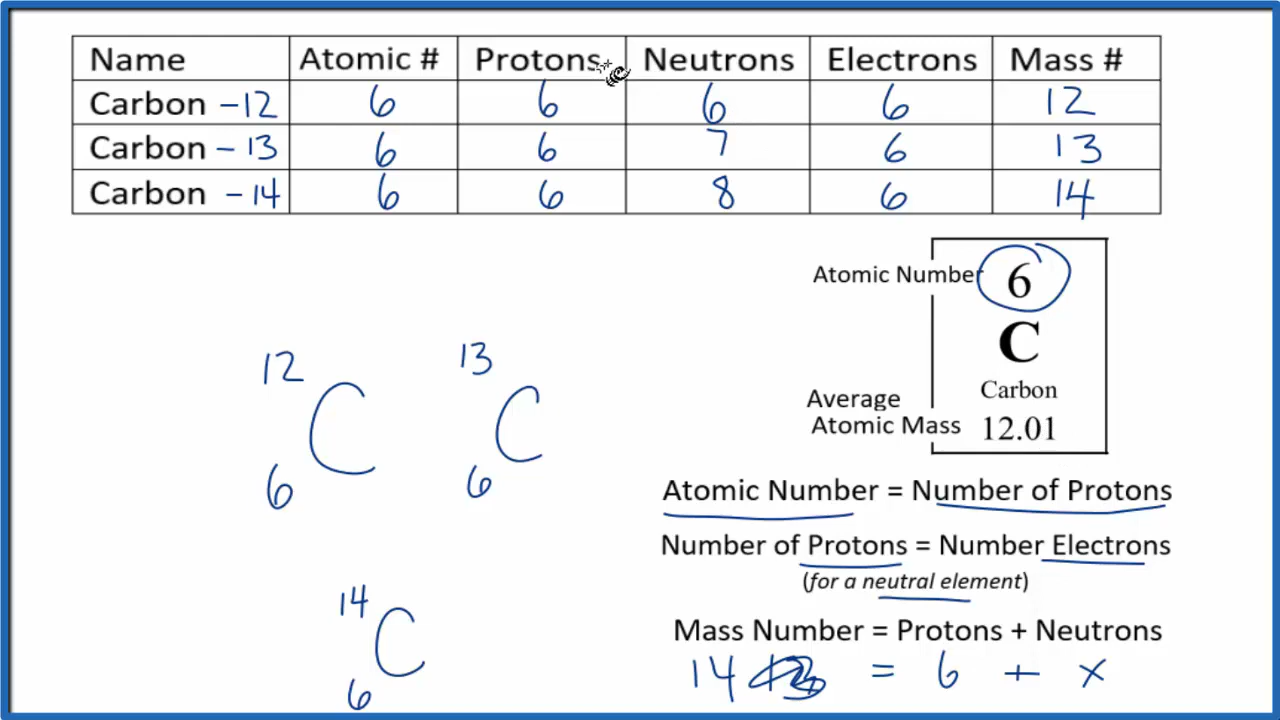 Name Atomic # Protons Neutrons Electrons Mass #
Carbon -12 6 6 6 6 12
Carbon -13 6 6 7 6 13
Carbon -14 6 6 8 6 14
Atomic Number 6
C
Carbon
Average
Atomic Mass 12.01
12
C
6
13
C
6
14
C
6
Atomic Number = Number of Protons
Number of Protons = Number Electrons
(for a neutral element)
Mass Number = Protons + Neutrons
14 = 6 + x